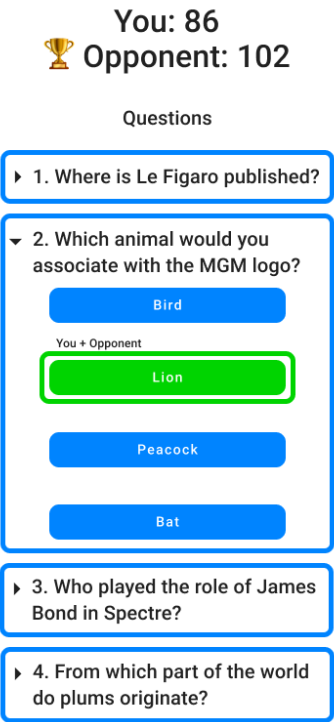 You: 86
🏆 Opponent: 102
Questions
1. Where is Le Figaro published?
2. Which animal would you
associate with the MGM logo?
Bird
You + Opponent
Lion
Peacock
Bat
3. Who played the role of James
Bond in Spectre?
4. From which part of the world
do plums originate?